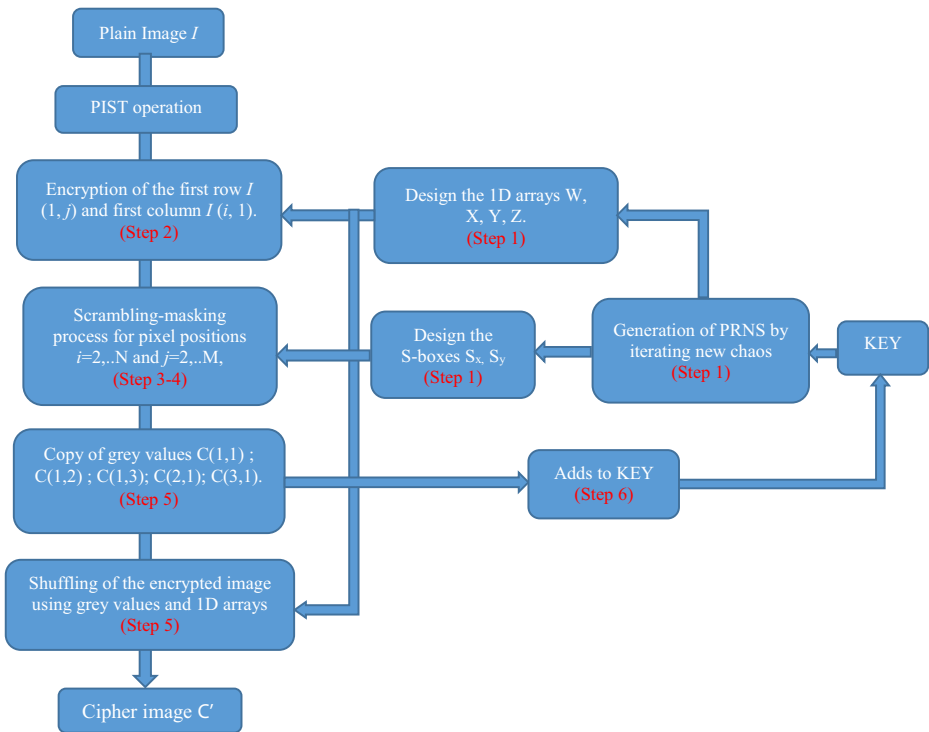 Plain Image I
PIST operation
Encryption of the first row I
(1, j) and first column I (i, 1).
(Step 2)
Design the 1D arrays W,
X, Y, Z.
(Step 1)
Scrambling-masking
process for pixel positions
i=2,..N and j=2,..M,
(Step 3-4)
Design the
S-boxes Sx, Sy
(Step 1)
Generation of PRNS by
iterating new chaos
(Step 1)
KEY
Copy of grey values C(1,1) ;
C(1,2) ; C(1,3); C(2,1); C(3,1).
(Step 5)
Adds to KEY
(Step 6)
Shuffling of the encrypted image
using grey values and 1D arrays
(Step 5)
Cipher image C’